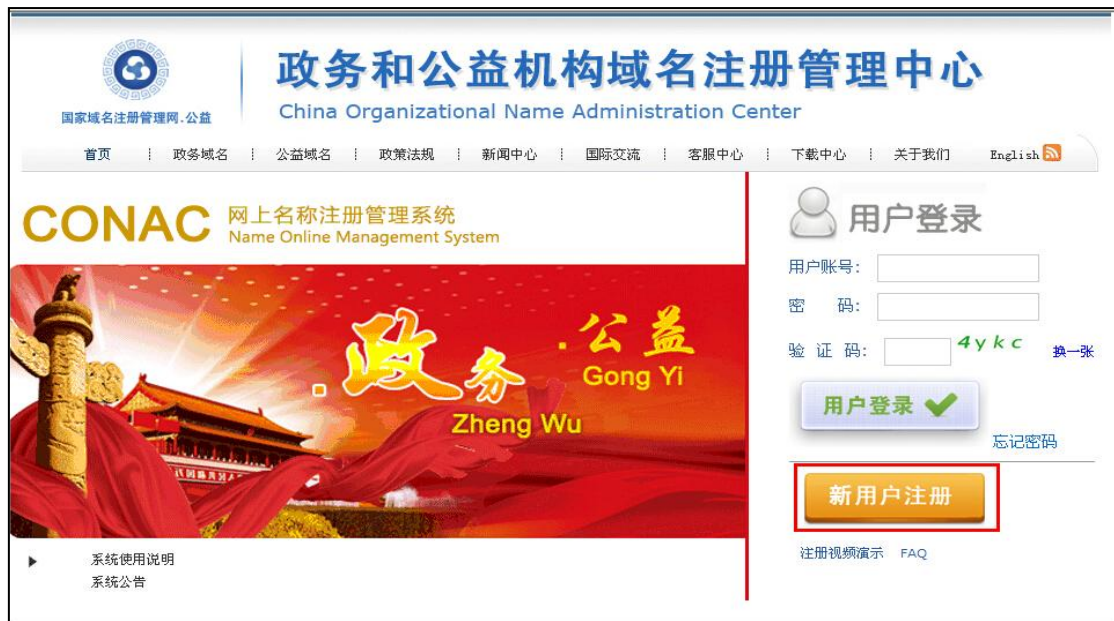 政务和公益机构域名注册管理中心
China Organizational Name Administration Center
国家域名注册管理网.公益
首页 政务域名 公益域名 政策法规 新闻中心 国际交流 客服中心 下载中心 关于我们 English
CONAC 网上名称注册管理系统
Name Online Management System
.政务
Zheng Wu
.公益
Gong Yi
系统使用说明
系统公告
用户登录
用户账号:
密 码:
验 证 码: 4ykc 换一张
用户登录
忘记密码
新用户注册
注册视频演示 FAQ